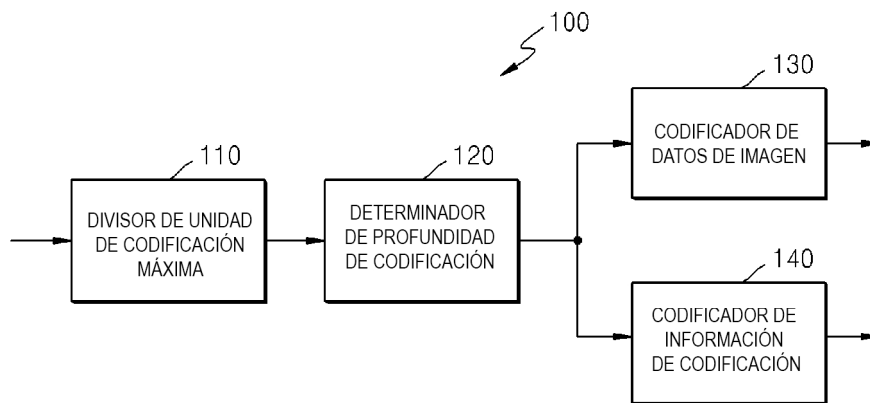 100
110
DIVISOR DE UNIDAD
DE CODIFICACIÓN
MÁXIMA
120
DETERMINADOR
DE PROFUNDIDAD
DE CODIFICACIÓN
130
CODIFICADOR DE
DATOS DE IMAGEN
140
CODIFICADOR DE
INFORMACIÓN
DE CODIFICACIÓN